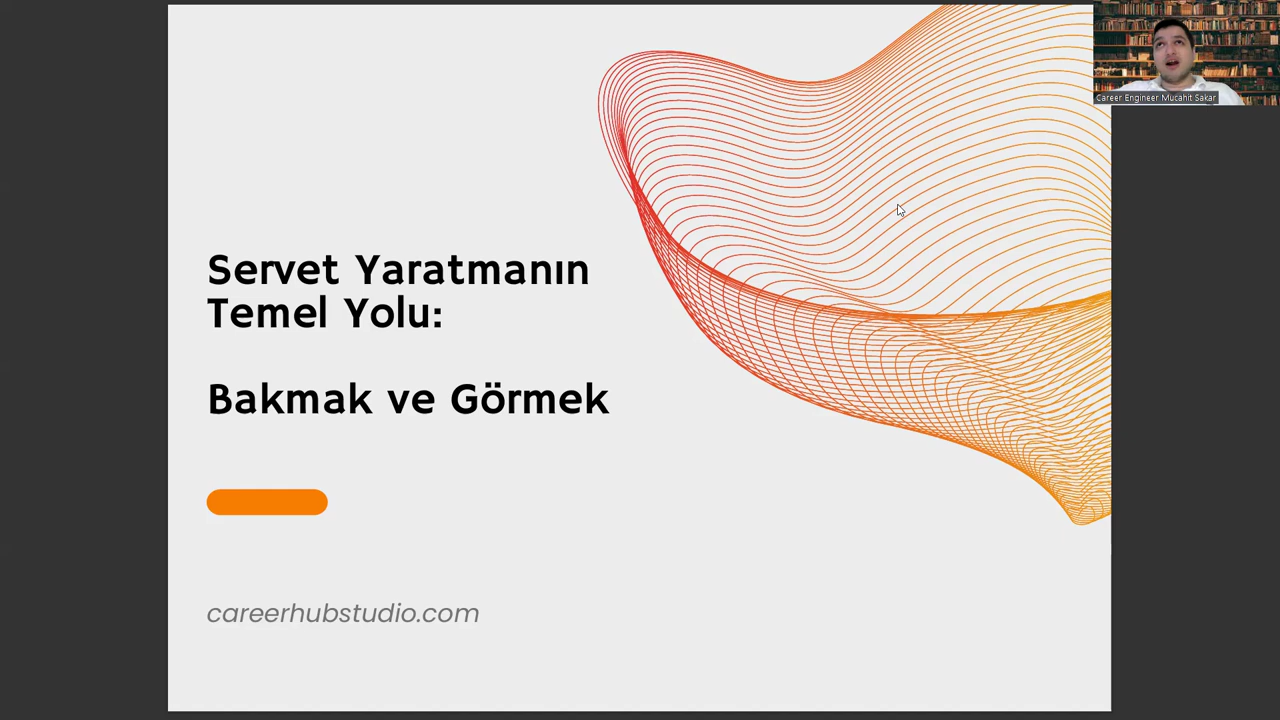 Career Engineer Mucahit Sakar
Servet Yaratmanın
Temel Yolu:
Bakmak ve Görmek
careerhubstudio.com